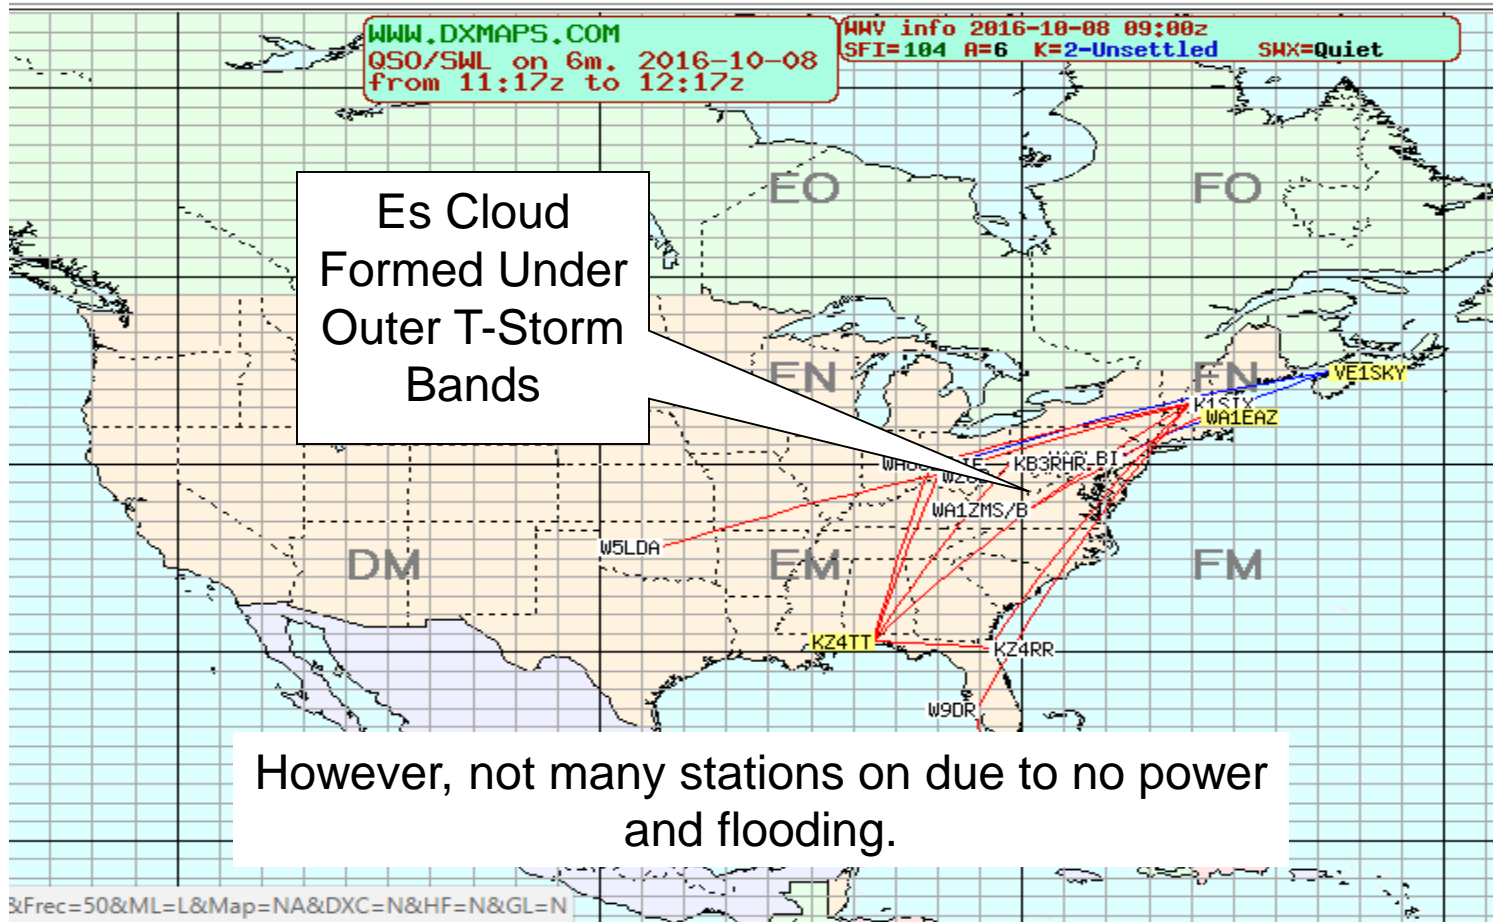 WWW.DXMAPS.COM
QSO/SWL on 6m. 2016-10-08
from 11:17z to 12:17z
WWV info 2016-10-08 09:00z
SFI=104 A=6 K=2-Unsettled SWX=Quiet
EO
FO
Es Cloud
Formed Under
Outer T-Storm
Bands
EN
FN
VE1SKY
K1SIX
WA1EAZ
KB3RHR
WA1ZMS/B
W5LDA
DM
EM
FM
KZ4TT
KZ4RR
W9DR
However, not many stations on due to no power
and flooding.
&Frec=50&ML=L&Map=NA&DXC=N&HF=N&GL=N